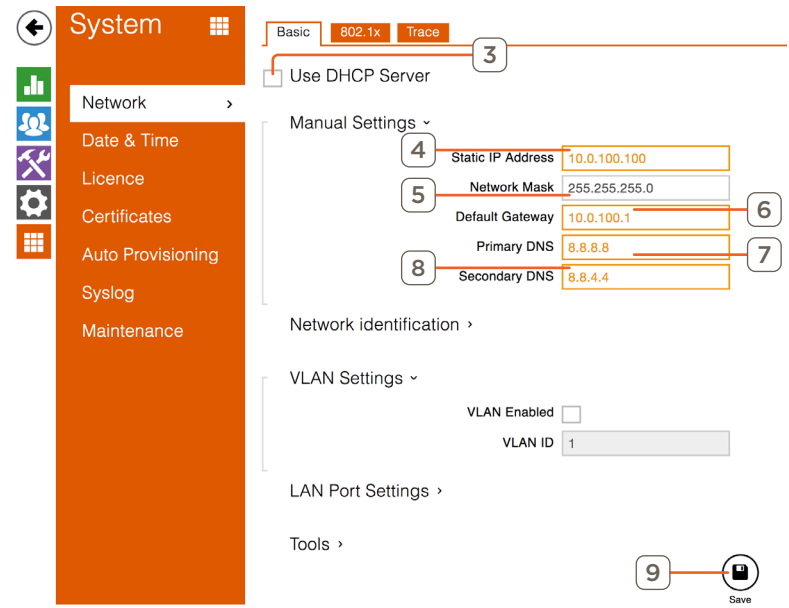 System
Basic
802.1x
Trace
3
Use DHCP Server
Network
Date & Time
Licence
Certificates
Auto Provisioning
Syslog
Maintenance
Manual Settings
4
Static IP Address 10.0.100.100
5
Network Mask 255.255.255.0
6
Default Gateway 10.0.100.1
7
Primary DNS 8.8.8.8
8
Secondary DNS 8.8.4.4
Network identification
VLAN Settings
VLAN Enabled
VLAN ID 1
LAN Port Settings
Tools
9
Save